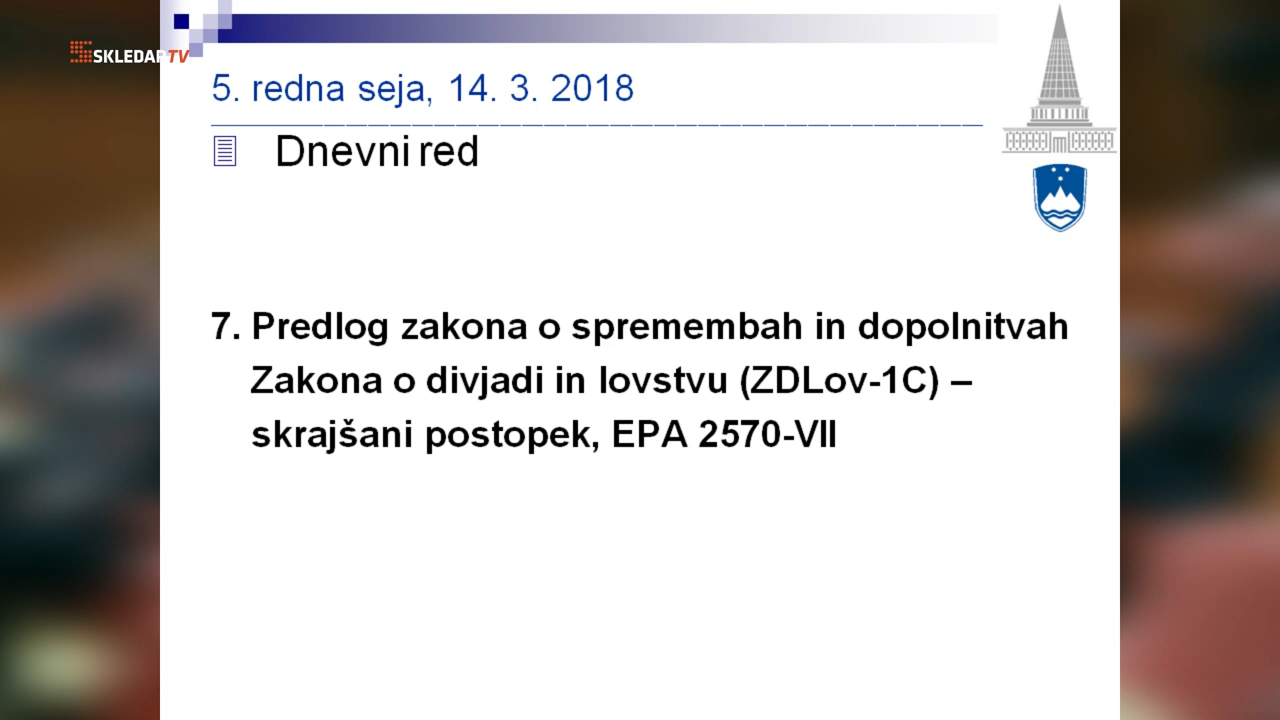 SKLEDAR TV
5. redna seja, 14. 3. 2018
Dnevni red
7. Predlog zakona o spremembah in dopolnitvah
Zakona o divjadi in lovstvu (ZDLov-1C) –
skrajšani postopek, EPA 2570-VII